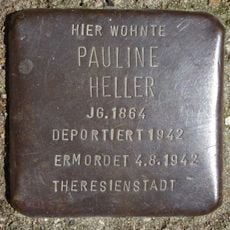 HIER WOHNTE
PAULINE
HELLER
JG. 1864
DEPORTIERT 1942
ERMORDET 4.8.1942
THERESIENSTADT